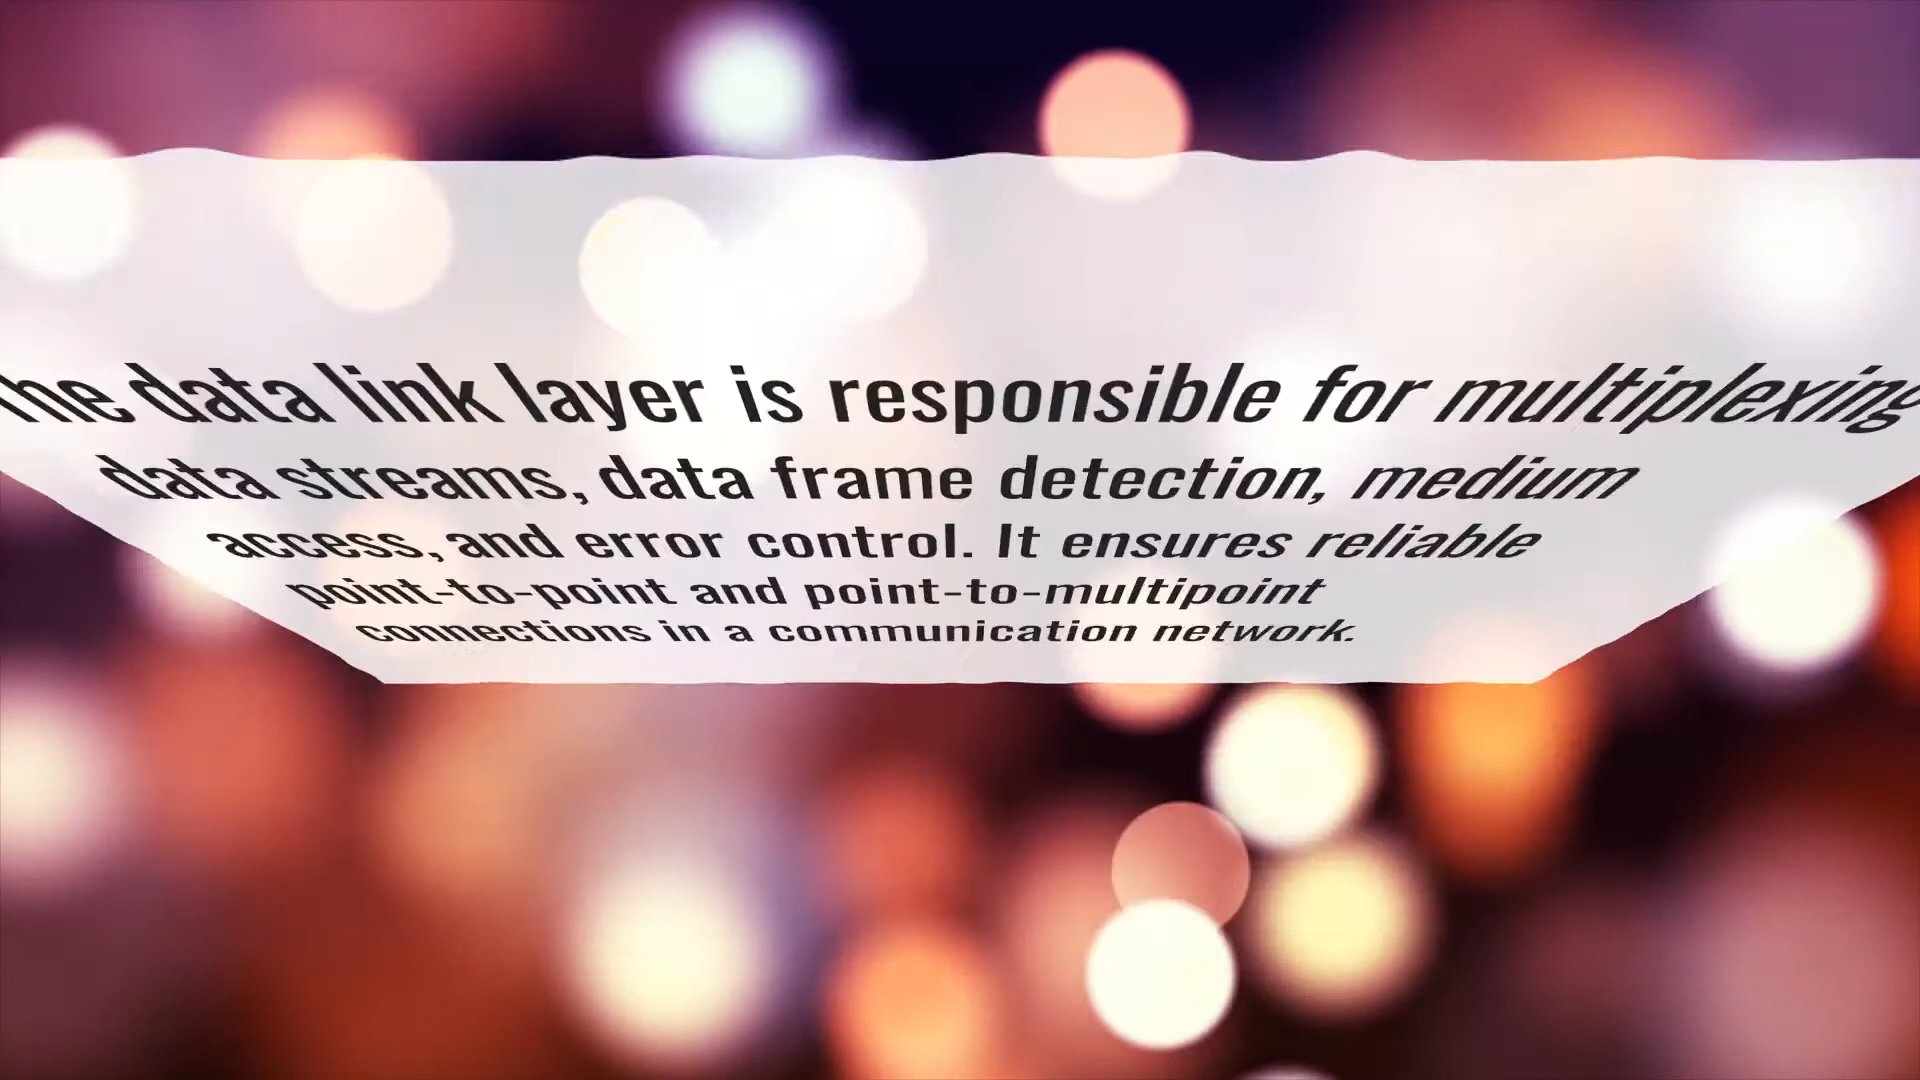 The data link layer is responsible for multiplexing
data streams, data frame detection, medium
access, and error control. It ensures reliable
point-to-point and point-to-multipoint
connections in a communication network.